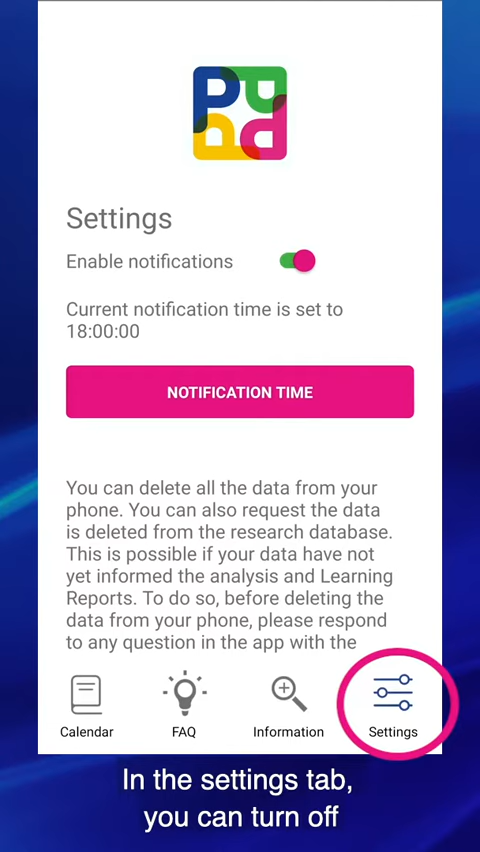 Settings
Enable notifications
Current notification time is set to
18:00:00
NOTIFICATION TIME
You can delete all the data from your
phone. You can also request the data
is deleted from the research database.
This is possible if your data have not
yet informed the analysis and Learning
Reports. To do so, before deleting the
data from your phone, please respond
to any question in the app with the
Calendar FAQ Information Settings
In the settings tab,
you can turn off